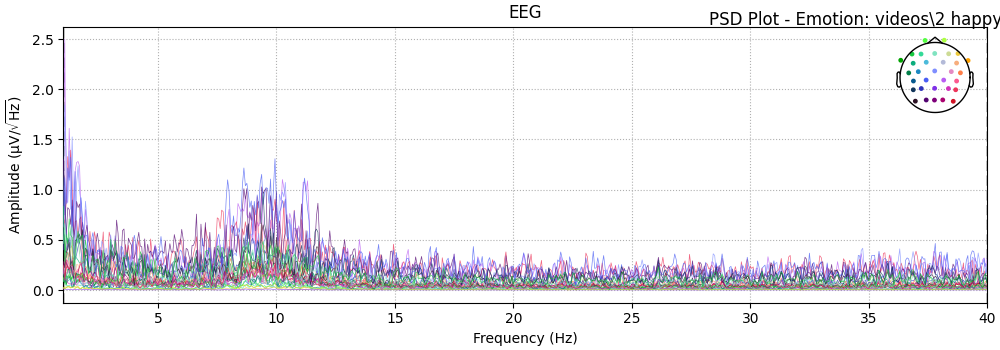 EEG
PSD Plot - Emotion: videos\2 happy
2.5
2.0
1.5
1.0
0.5
0.0
Amplitude (µV/√Hz)
5 10 15 20 25 30 35 40
Frequency (Hz)